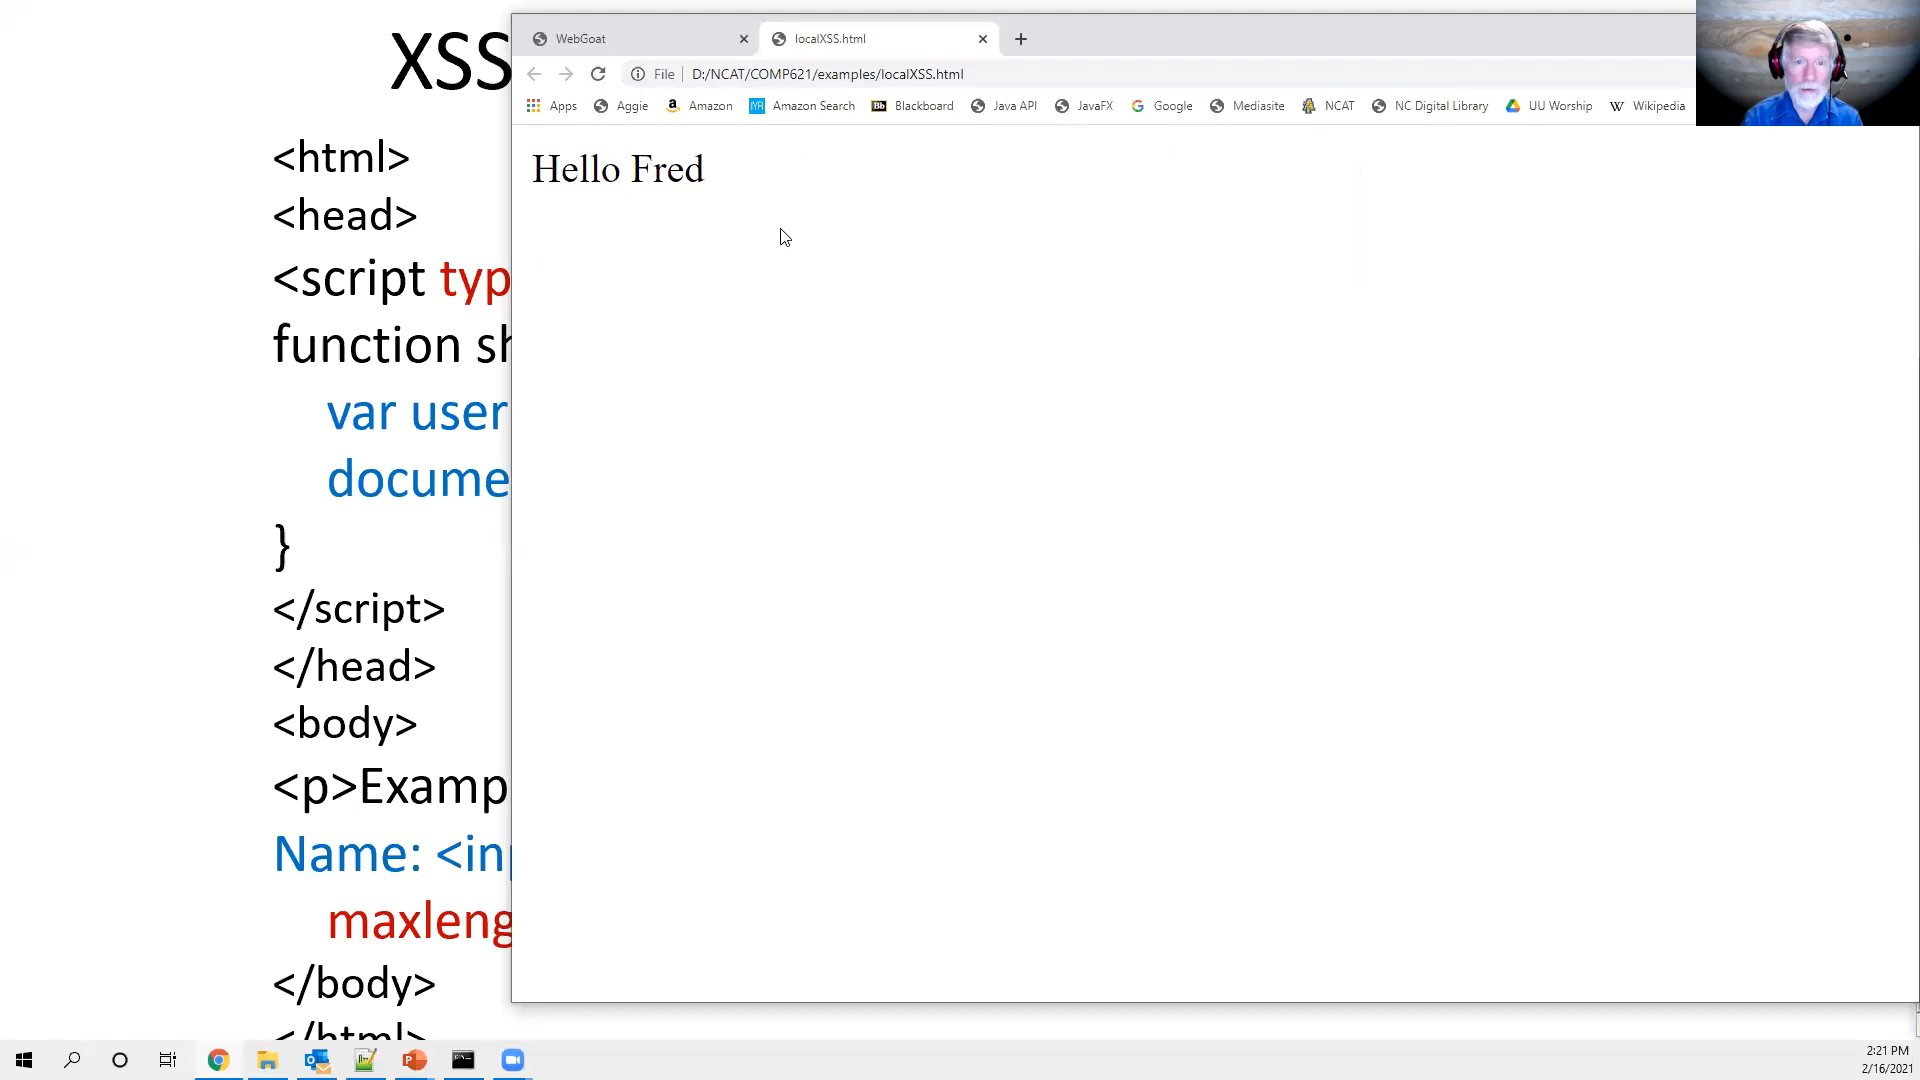 XSS
WebGoat
localXSS.html
File
D:/NCAT/COMP621/examples/localXSS.html
Apps
Aggie
Amazon
Amazon Search
Blackboard
Java API
JavaFX
Google
Mediasite
NCAT
NC Digital Library
UU Worship
Wikipedia
Hello Fred
<html>
<head>
<script typ
function sh
var user
docume
}
</script>
</head>
<body>
<p>Examp
Name: <inp
maxleng
</body>
</html>
2:21 PM
2/16/2021